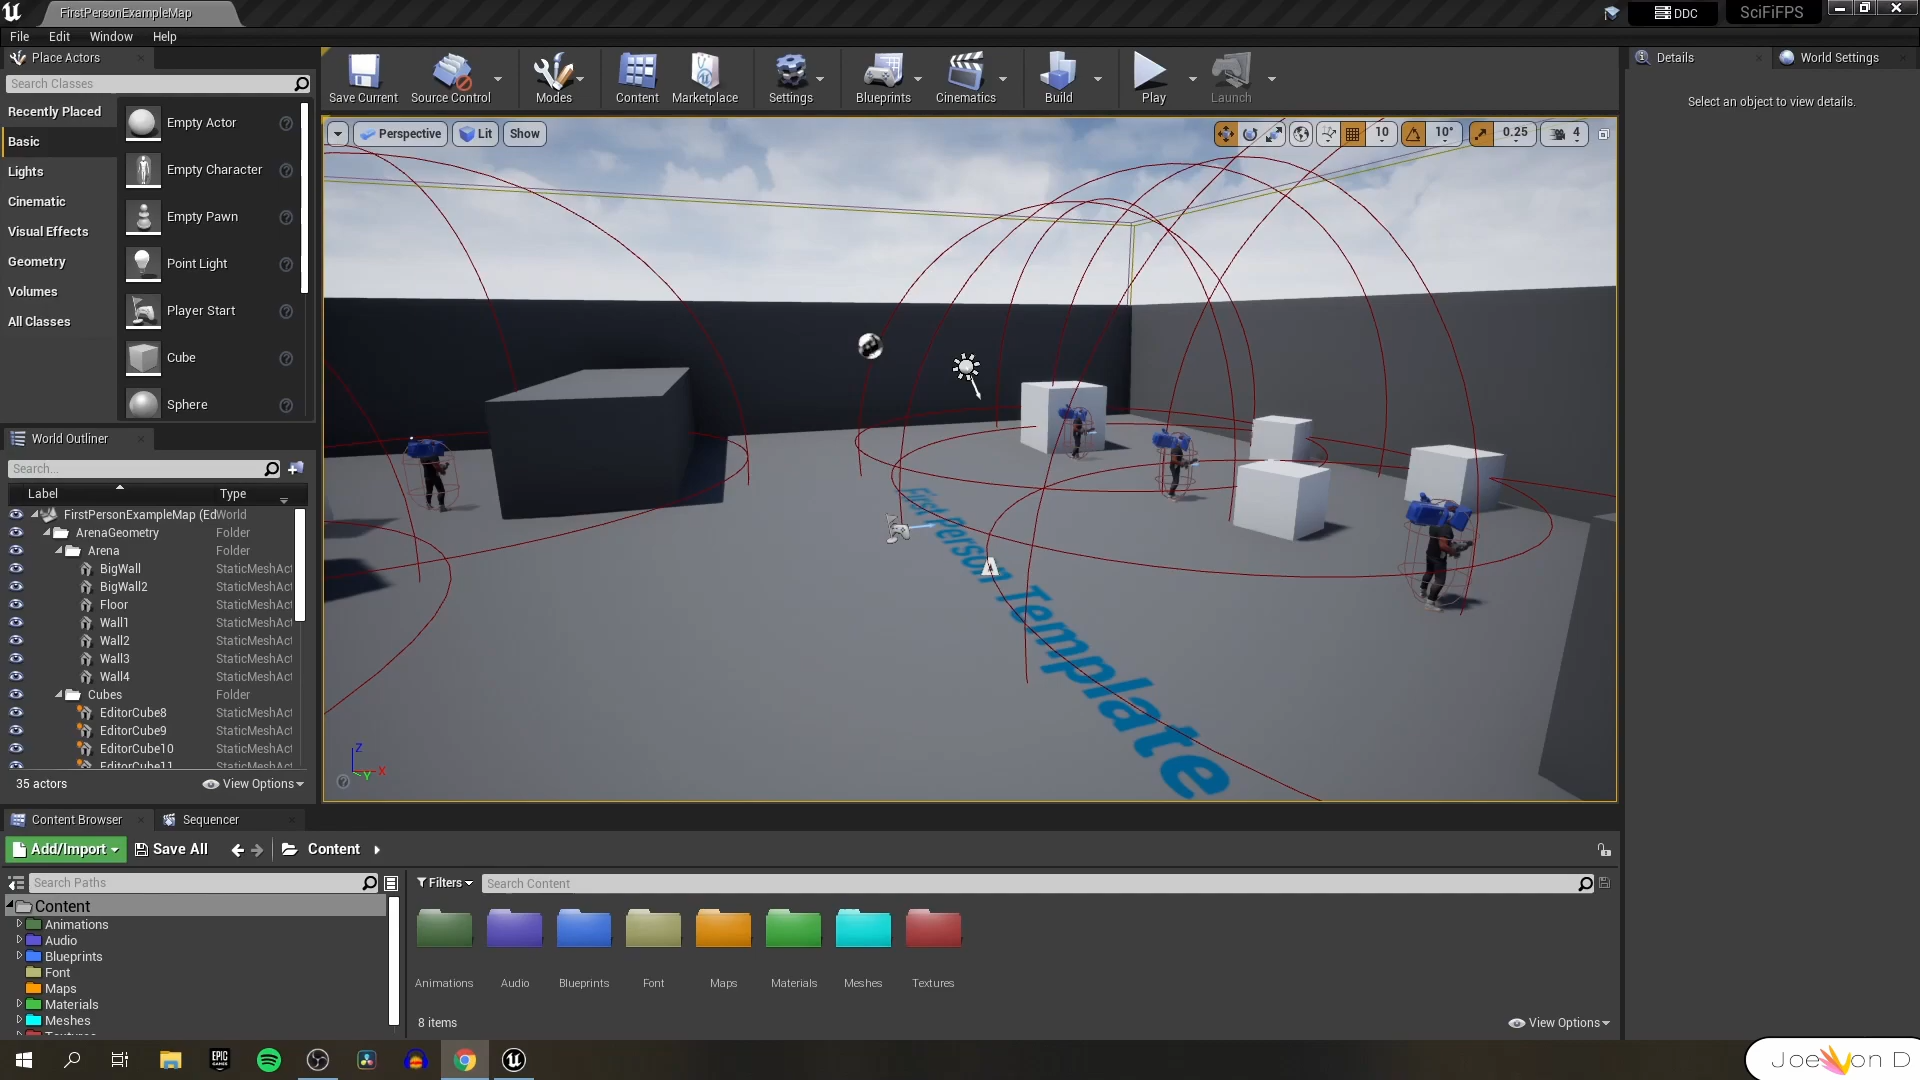 FirstPersonExampleMap
DDC
SciFiFPS
File Edit Window Help
Place Actors
Search Classes
Recently Placed
Basic
Lights
Cinematic
Visual Effects
Geometry
Volumes
All Classes
Empty Actor
Empty Character
Empty Pawn
Point Light
Player Start
Cube
Sphere
Save Current
Source Control
Modes
Content
Marketplace
Settings
Blueprints
Cinematics
Build
Play
Launch
Details
World Settings
Select an object to view details.
Perspective
Lit
Show
10
10°
0.25
4
First Person Template
Z
Y
X
World Outliner
Search...
Label Type
FirstPersonExampleMap (Ed World
ArenaGeometry Folder
Arena Folder
BigWall StaticMeshAct
BigWall2 StaticMeshAct
Floor StaticMeshAct
Wall1 StaticMeshAct
Wall2 StaticMeshAct
Wall3 StaticMeshAct
Wall4 StaticMeshAct
Cubes Folder
EditorCube8 StaticMeshAct
EditorCube9 StaticMeshAct
EditorCube10 StaticMeshAct
EditorCube11 StaticMeshAct
35 actors
View Options
Content Browser
Sequencer
Add/Import
Save All
Content
Search Paths
Filters
Search Content
Content
Animations
Audio
Blueprints
Font
Maps
Materials
Meshes
Textures
Animations
Audio
Blueprints
Font
Maps
Materials
Meshes
Textures
8 items
View Options
EPIC GAMES